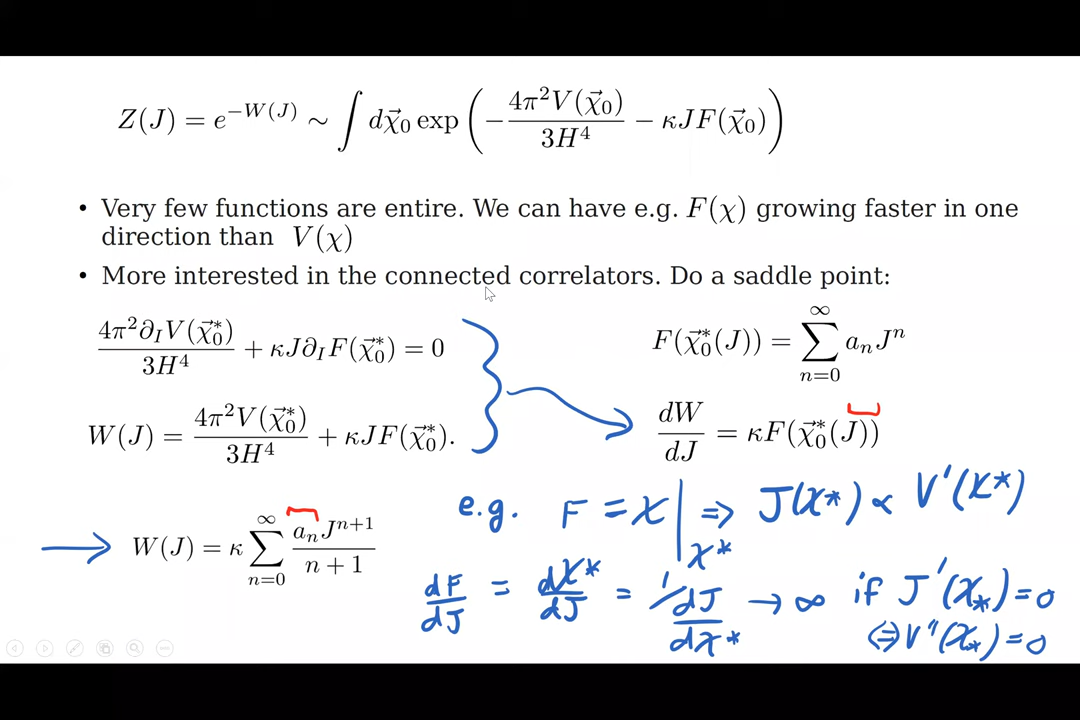 Z(J) = e^{-W(J)} ∼ ∫ dχ⃗₀ exp ( − 4π²V(χ⃗₀) / 3H⁴ − κJF(χ⃗₀) )
• Very few functions are entire. We can have e.g. F(χ) growing faster in one
direction than V(χ)
• More interested in the connected correlators. Do a saddle point:
4π²∂_I V(χ⃗₀*) / 3H⁴ + κJ∂_I F(χ⃗₀*) = 0
F(χ⃗₀*(J)) = ∑_{n=0}^{∞} a_n J^n
W(J) = 4π²V(χ⃗₀*) / 3H⁴ + κJF(χ⃗₀*).
dW/dJ = κF(χ⃗₀*(J))
e.g. F = χ|_{χ*} ⇒ J(χ*) ∝ V'(χ*)
W(J) = κ ∑_{n=0}^{∞} a_n J^{n+1} / n + 1
dF/dJ = dχ*/dJ = 1/dJ/dχ* → ∞ if J'(χ_*) = 0
⇔ V''(χ_*) = 0